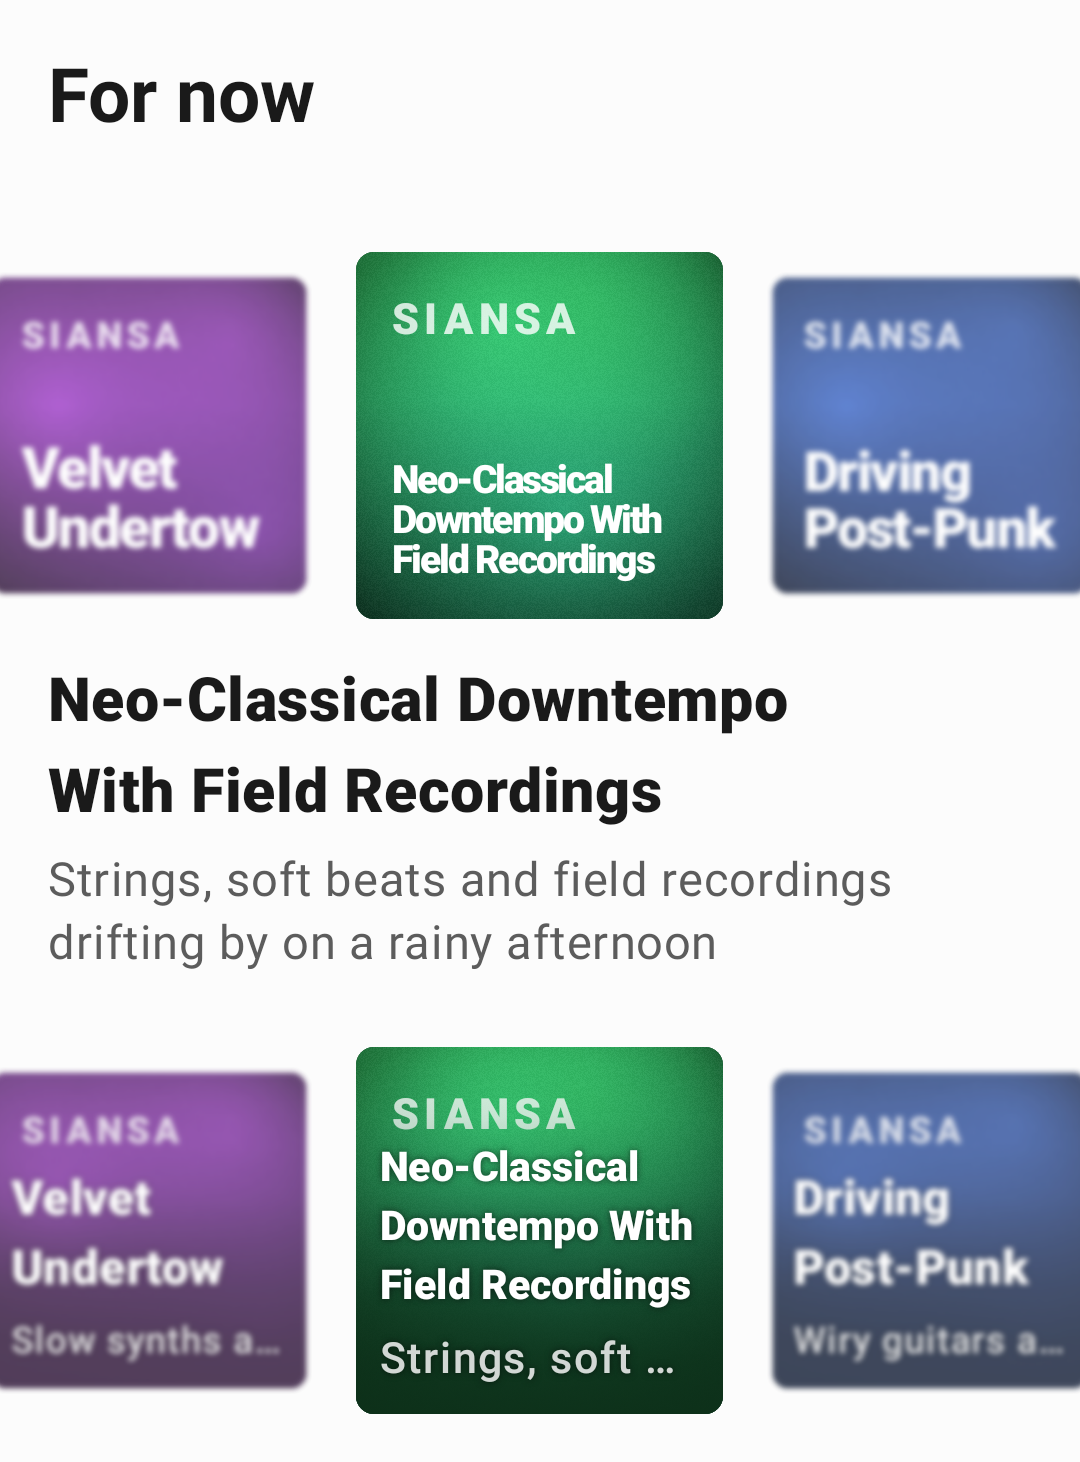 For now
SIANSA
Velvet
Undertow
SIANSA
Neo-Classical
Downtempo With
Field Recordings
SIANSA
Driving
Post-Punk
Neo-Classical Downtempo
With Field Recordings
Strings, soft beats and field recordings
drifting by on a rainy afternoon
SIANSA
Velvet
Undertow
Slow synths a…
SIANSA
Neo-Classical
Downtempo With
Field Recordings
Strings, soft …
SIANSA
Driving
Post-Punk
Wiry guitars a…